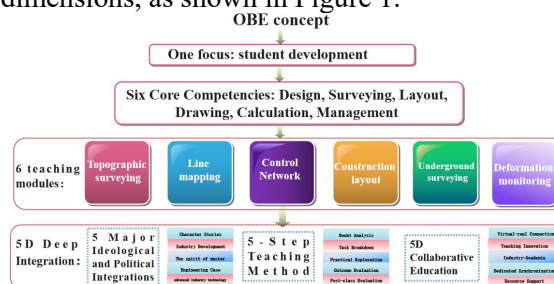 dimensions, as shown in Figure 1.
OBE concept
One focus: student development
Six Core Competencies: Design, Surveying, Layout,
Drawing, Calculation, Management
6 teaching
modules:
Topographic
surveying
Line
mapping
Control
Network
Construction
layout
Underground
surveying
Deformation
monitoring
5D Deep
Integration:
5 Major
Ideological
and Political
Integrations
Character Stories
Industry Development
The spirit of master
Engineering Case
Advanced industry technology
5-Step
Teaching
Method
Doubt Analysis
Task Breakdown
Practical Exploration
Outcome Evaluation
Post-class Evaluation
5D
Collaborative
Education
Virtual-real Connection
Teaching Innovation
Industry-Academia
Dedicated Synchronization
Resource Support